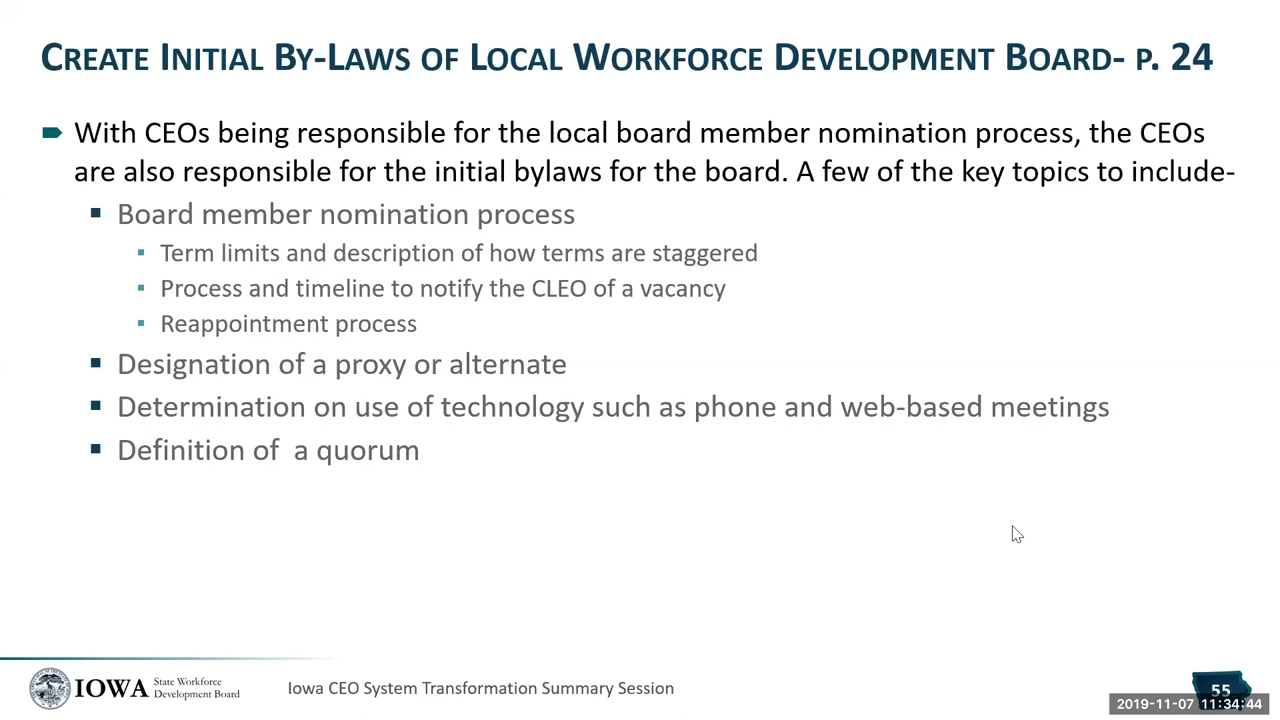 CREATE INITIAL BY-LAWS OF LOCAL WORKFORCE DEVELOPMENT BOARD- P. 24
With CEOs being responsible for the local board member nomination process, the CEOs
are also responsible for the initial bylaws for the board. A few of the key topics to include-
Board member nomination process
Term limits and description of how terms are staggered
Process and timeline to notify the CLEO of a vacancy
Reappointment process
Designation of a proxy or alternate
Determination on use of technology such as phone and web-based meetings
Definition of a quorum
IOWA State Workforce
Development Board
Iowa CEO System Transformation Summary Session
55
2019-11-07 11:34:44